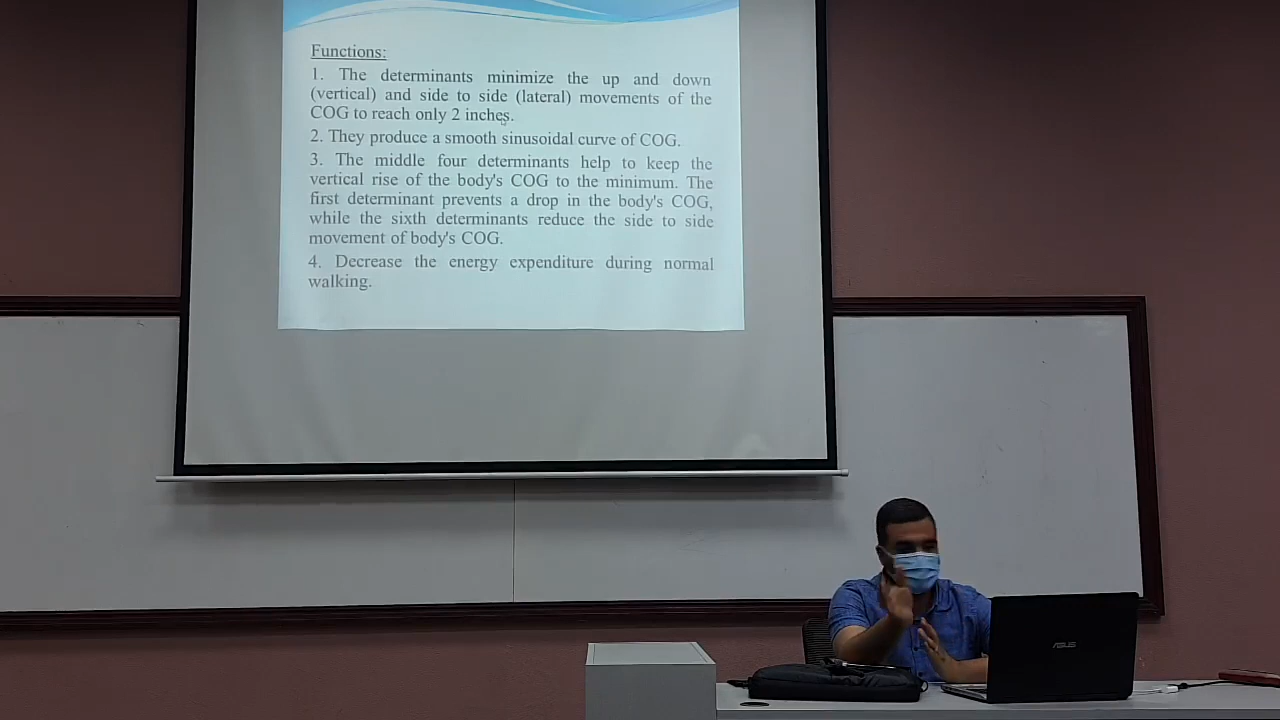 Functions:
1. The determinants minimize the up and down
(vertical) and side to side (lateral) movements of the
COG to reach only 2 inches.
2. They produce a smooth sinusoidal curve of COG.
3. The middle four determinants help to keep the
vertical rise of the body's COG to the minimum. The
first determinant prevents a drop in the body's COG,
while the sixth determinants reduce the side to side
movement of body's COG.
4. Decrease the energy expenditure during normal
walking.
ASUS